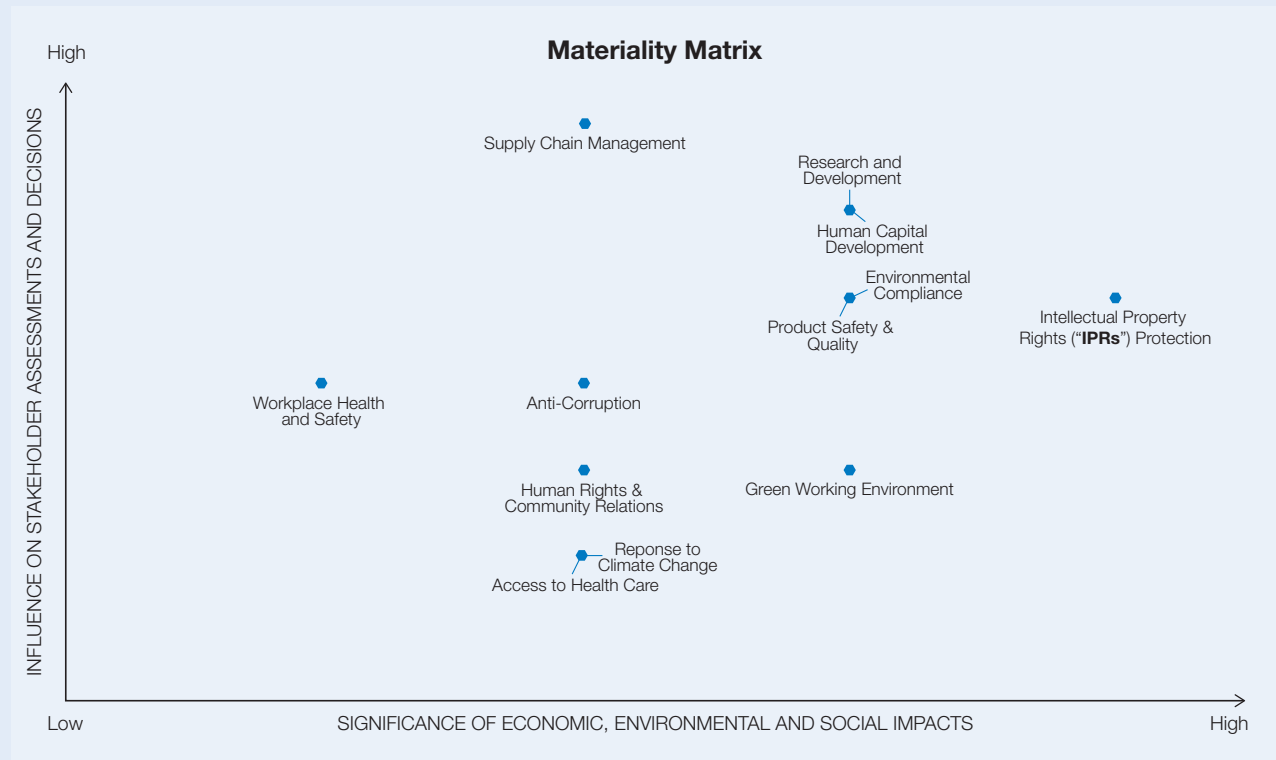 Materiality Matrix
High
INFLUENCE ON STAKEHOLDER ASSESSMENTS AND DECISIONS
Supply Chain Management
Research and
Development
Human Capital
Development
Environmental
Compliance
Product Safety &
Quality
Intellectual Property
Rights (“IPRs”) Protection
Workplace Health
and Safety
Anti-Corruption
Human Rights &
Community Relations
Green Working Environment
Reponse to
Climate Change
Access to Health Care
Low
SIGNIFICANCE OF ECONOMIC, ENVIRONMENTAL AND SOCIAL IMPACTS
High